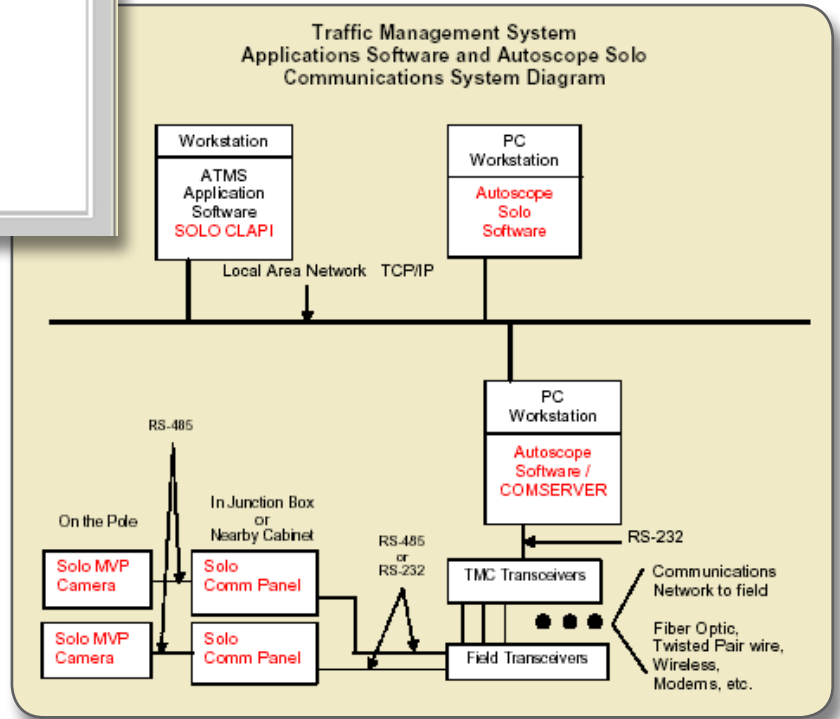 Traffic Management System
Applications Software and Autoscope Solo
Communications System Diagram
Workstation
ATMS
Application
Software
SOLO CLAPI
PC
Workstation
Autoscope
Solo
Software
Local Area Network TCP/IP
PC
Workstation
Autoscope
Software /
COMSERVER
RS-485
On the Pole
In Junction Box
or
Nearby Cabinet
RS-485
or
RS-232
RS-232
Solo MVP
Camera
Solo
Comm Panel
TMC Transceivers
Communications
Network to field
Solo MVP
Camera
Solo
Comm Panel
Field Transceivers
Fiber Optic,
Twisted Pair wire,
Wireless,
Modems, etc.